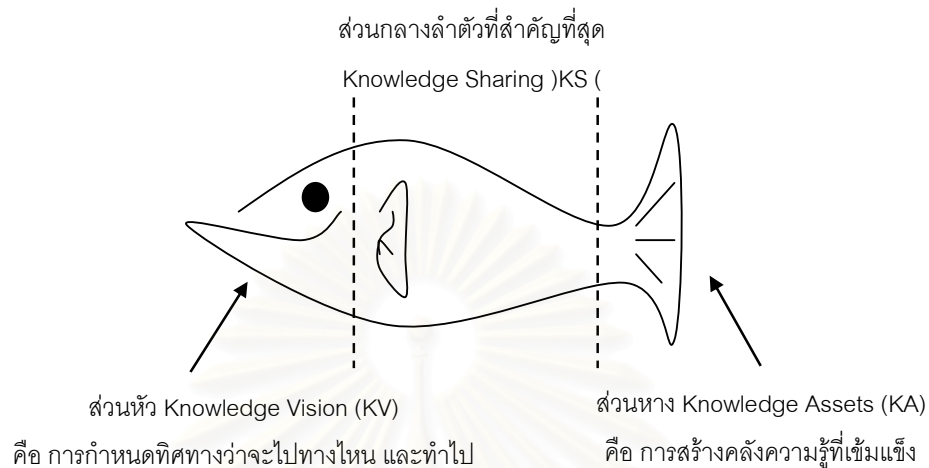 ส่วนกลางลำตัวที่สำคัญที่สุด
Knowledge Sharing )KS (
ส่วนหัว Knowledge Vision (KV)
คือ การกำหนดทิศทางว่าจะไปทางไหน และทำไป
ส่วนหาง Knowledge Assets (KA)
คือ การสร้างคลังความรู้ที่เข้มแข็ง